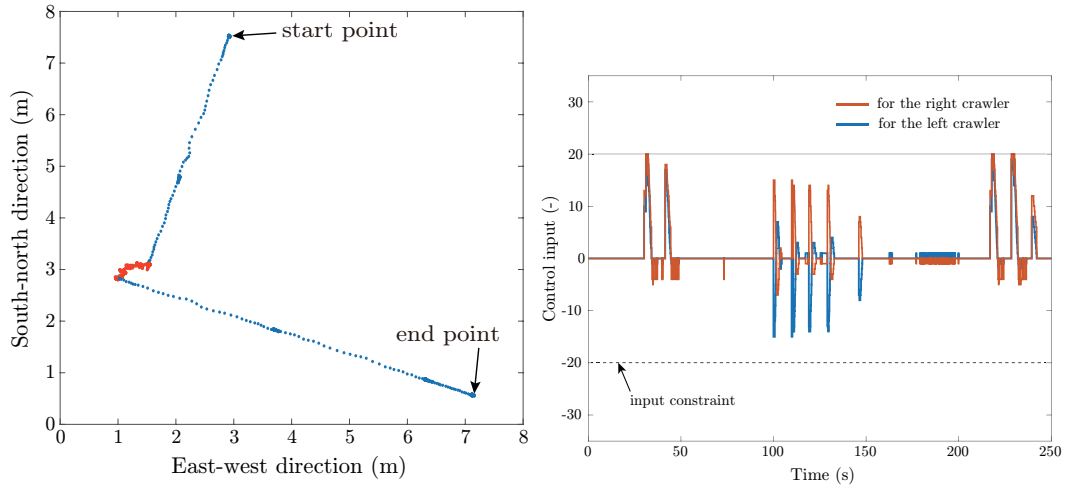 8
7
6
5
4
3
2
1
0
South-north direction (m)
start point
end point
0 1 2 3 4 5 6 7 8
East-west direction (m)
30
20
10
0
-10
-20
-30
Control input (-)
for the right crawler
for the left crawler
input constraint
0 50 100 150 200 250
Time (s)